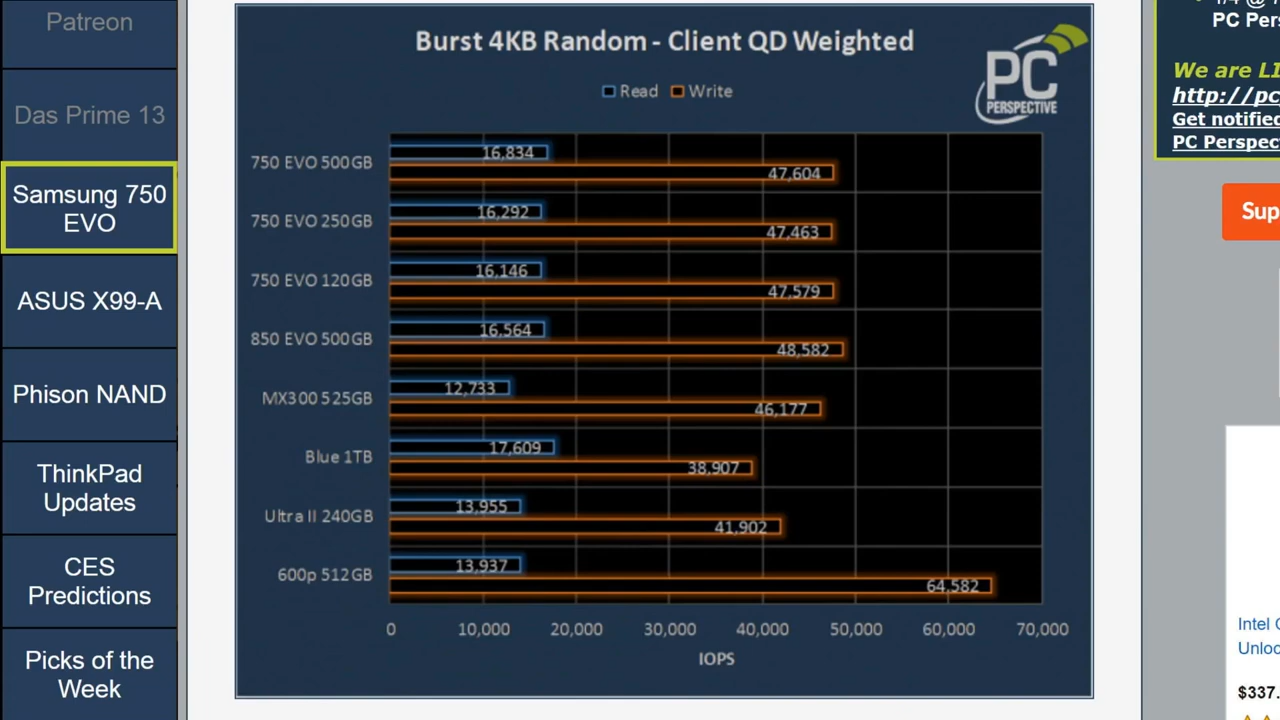 Patreon
Das Prime 13
Samsung 750
EVO
ASUS X99-A
Phison NAND
ThinkPad
Updates
CES
Predictions
Picks of the
Week
Burst 4KB Random - Client QD Weighted
PC
PERSPECTIVE
Read Write
750 EVO 500GB 16,834
47,604
750 EVO 250GB 16,292
47,463
750 EVO 120GB 16,146
47,579
850 EVO 500GB 16,564
48,582
MX300 525GB 12,733
46,177
Blue 1TB 17,609
38,907
Ultra II 240GB 13,955
41,902
600p 512GB 13,937
64,582
0 10,000 20,000 30,000 40,000 50,000 60,000 70,000
IOPS
PC Persp
We are LI
http://pc
Get notified
PC Perspec
Sup
Intel
Unloc
$337.